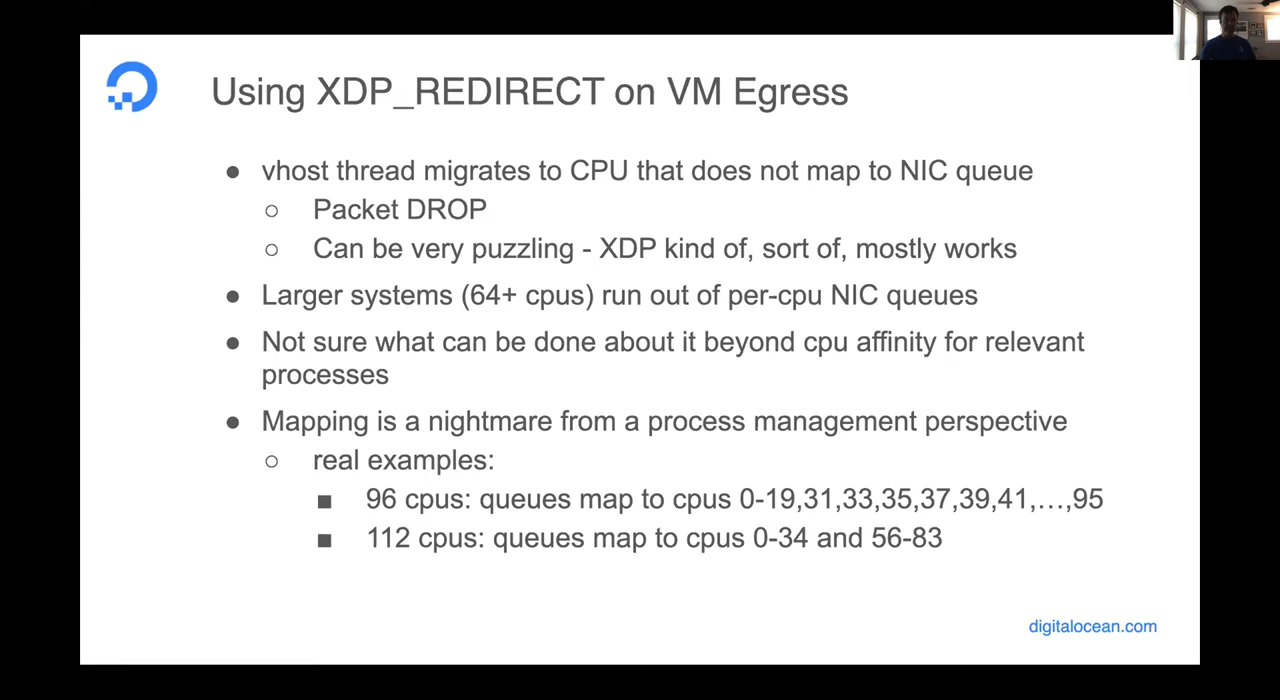 Using XDP_REDIRECT on VM Egress
● vhost thread migrates to CPU that does not map to NIC queue
○ Packet DROP
○ Can be very puzzling - XDP kind of, sort of, mostly works
● Larger systems (64+ cpus) run out of per-cpu NIC queues
● Not sure what can be done about it beyond cpu affinity for relevant
processes
● Mapping is a nightmare from a process management perspective
○ real examples:
■ 96 cpus: queues map to cpus 0-19,31,33,35,37,39,41,…,95
■ 112 cpus: queues map to cpus 0-34 and 56-83
digitalocean.com